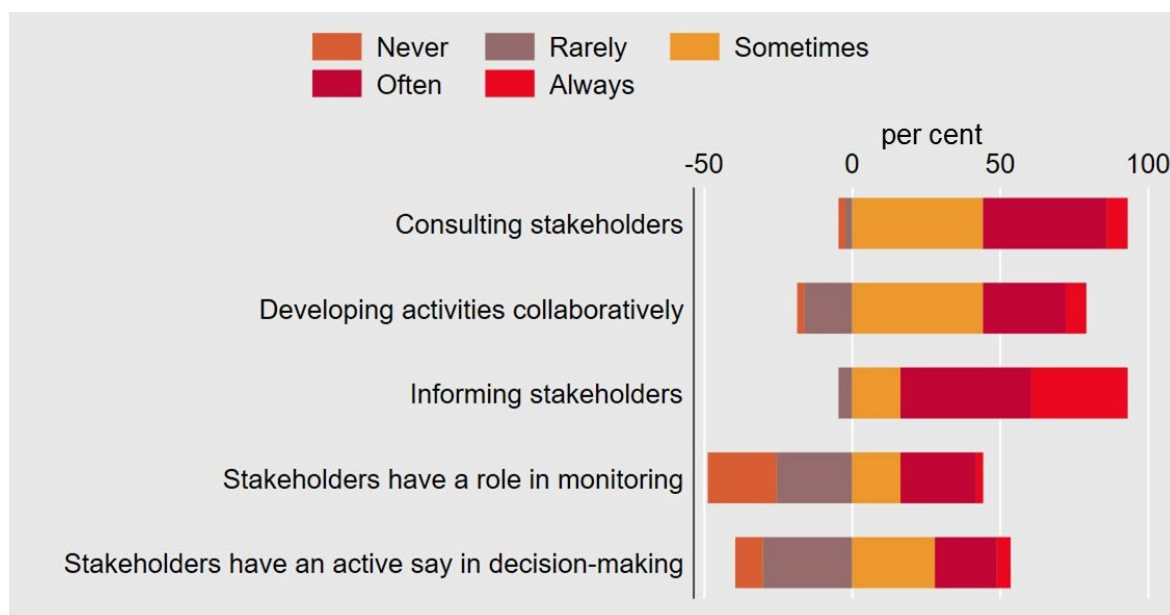 Never Rarely Sometimes
Often Always
per cent
-50 0 50 100
Consulting stakeholders
Developing activities collaboratively
Informing stakeholders
Stakeholders have a role in monitoring
Stakeholders have an active say in decision-making